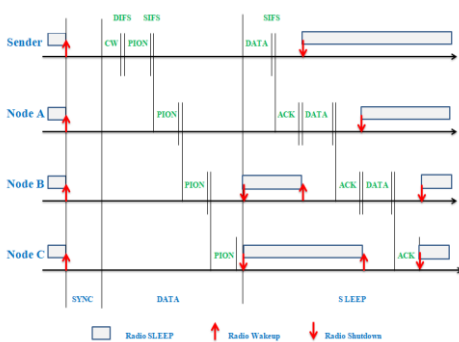 DIFS SIFS SIFS
Sender CW PION DATA
Node A PION ACK DATA
Node B PION ACK DATA
Node C PION ACK
SYNC DATA SLEEP
Radio SLEEP Radio Wakeup Radio Shutdown